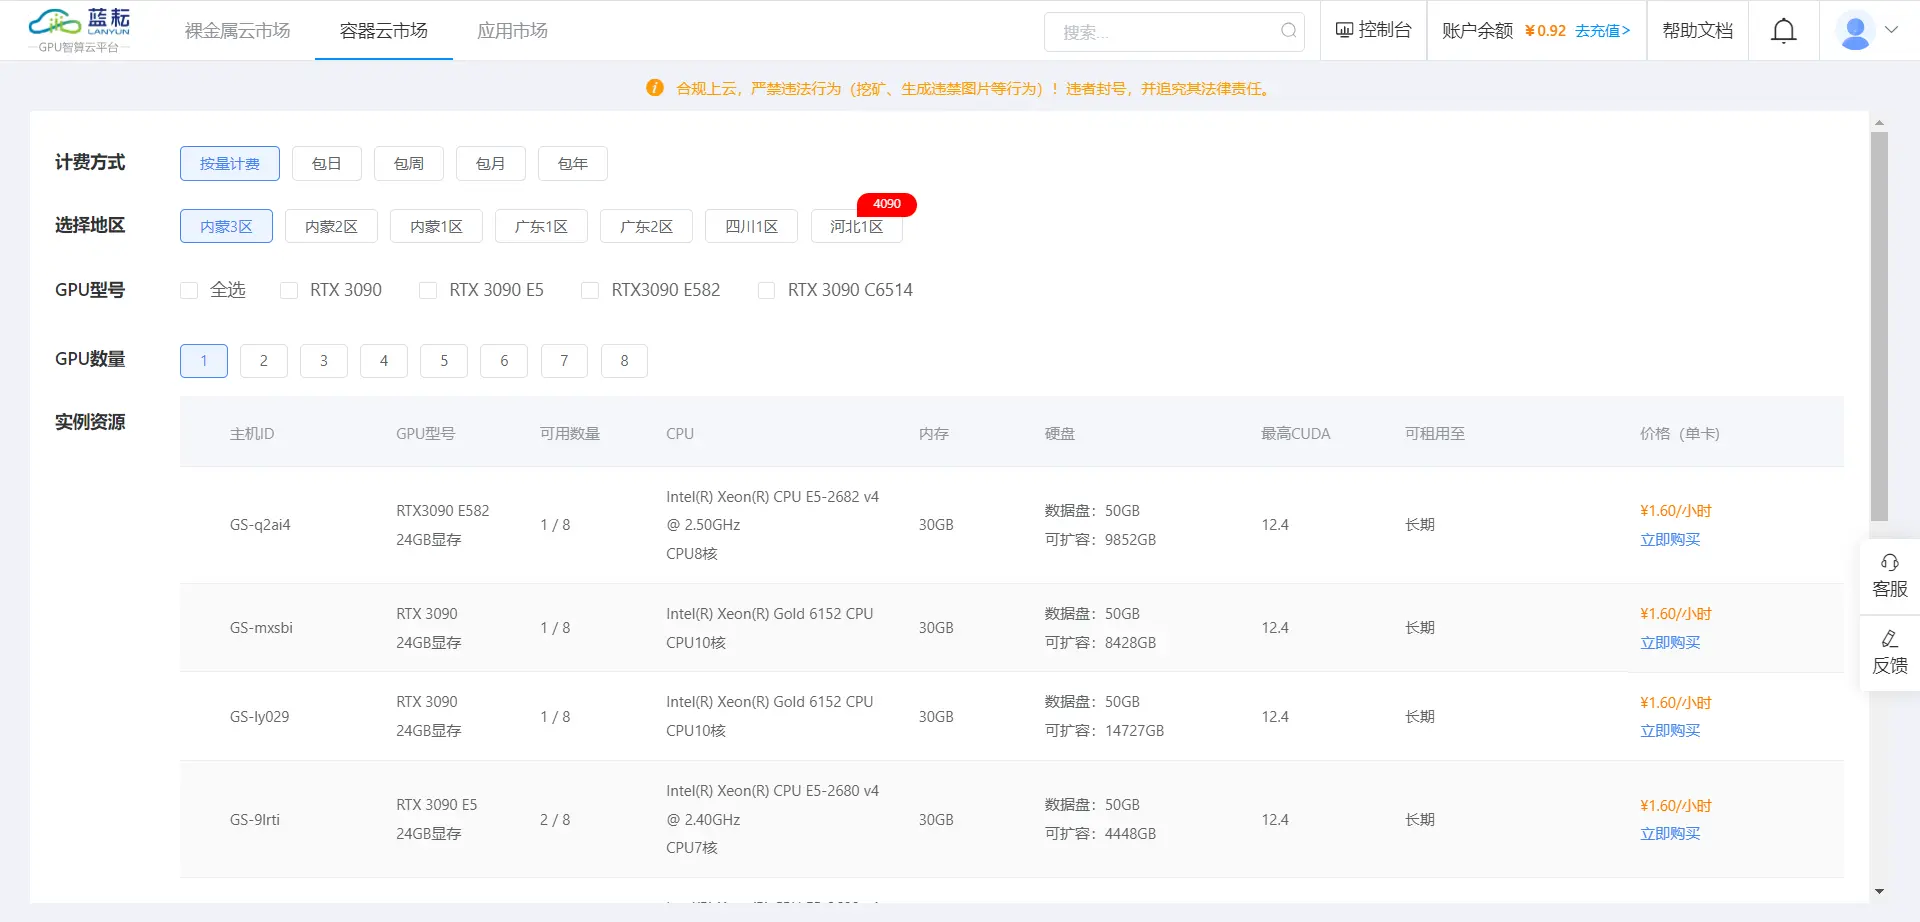 蓝耘
LANYUN
GPU智算云平台
裸金属云市场
容器云市场
应用市场
搜索...
控制台
账户余额 ¥0.92 去充值>
帮助文档
合规上云，严禁违法行为（挖矿、生成违禁图片等行为）！违者封号，并追究其法律责任。
计费方式
按量计费 包日 包周 包月 包年
4090
选择地区
内蒙3区 内蒙2区 内蒙1区 广东1区 广东2区 四川1区 河北1区
GPU型号
全选 RTX 3090 RTX 3090 E5 RTX3090 E582 RTX 3090 C6514
GPU数量
1 2 3 4 5 6 7 8
实例资源
主机ID GPU型号 可用数量 CPU 内存 硬盘 最高CUDA 可租用至 价格（单卡）
GS-q2ai4
RTX3090 E582
24GB显存
1 / 8
Intel(R) Xeon(R) CPU E5-2682 v4
@ 2.50GHz
CPU8核
30GB
数据盘：50GB
可扩容：9852GB
12.4
长期
¥1.60/小时
立即购买
GS-mxsbi
RTX 3090
24GB显存
1 / 8
Intel(R) Xeon(R) Gold 6152 CPU
CPU10核
30GB
数据盘：50GB
可扩容：8428GB
12.4
长期
¥1.60/小时
立即购买
GS-ly029
RTX 3090
24GB显存
1 / 8
Intel(R) Xeon(R) Gold 6152 CPU
CPU10核
30GB
数据盘：50GB
可扩容：14727GB
12.4
长期
¥1.60/小时
立即购买
GS-9lrti
RTX 3090 E5
24GB显存
2 / 8
Intel(R) Xeon(R) CPU E5-2680 v4
@ 2.40GHz
CPU7核
30GB
数据盘：50GB
可扩容：4448GB
12.4
长期
¥1.60/小时
立即购买
客服
反馈